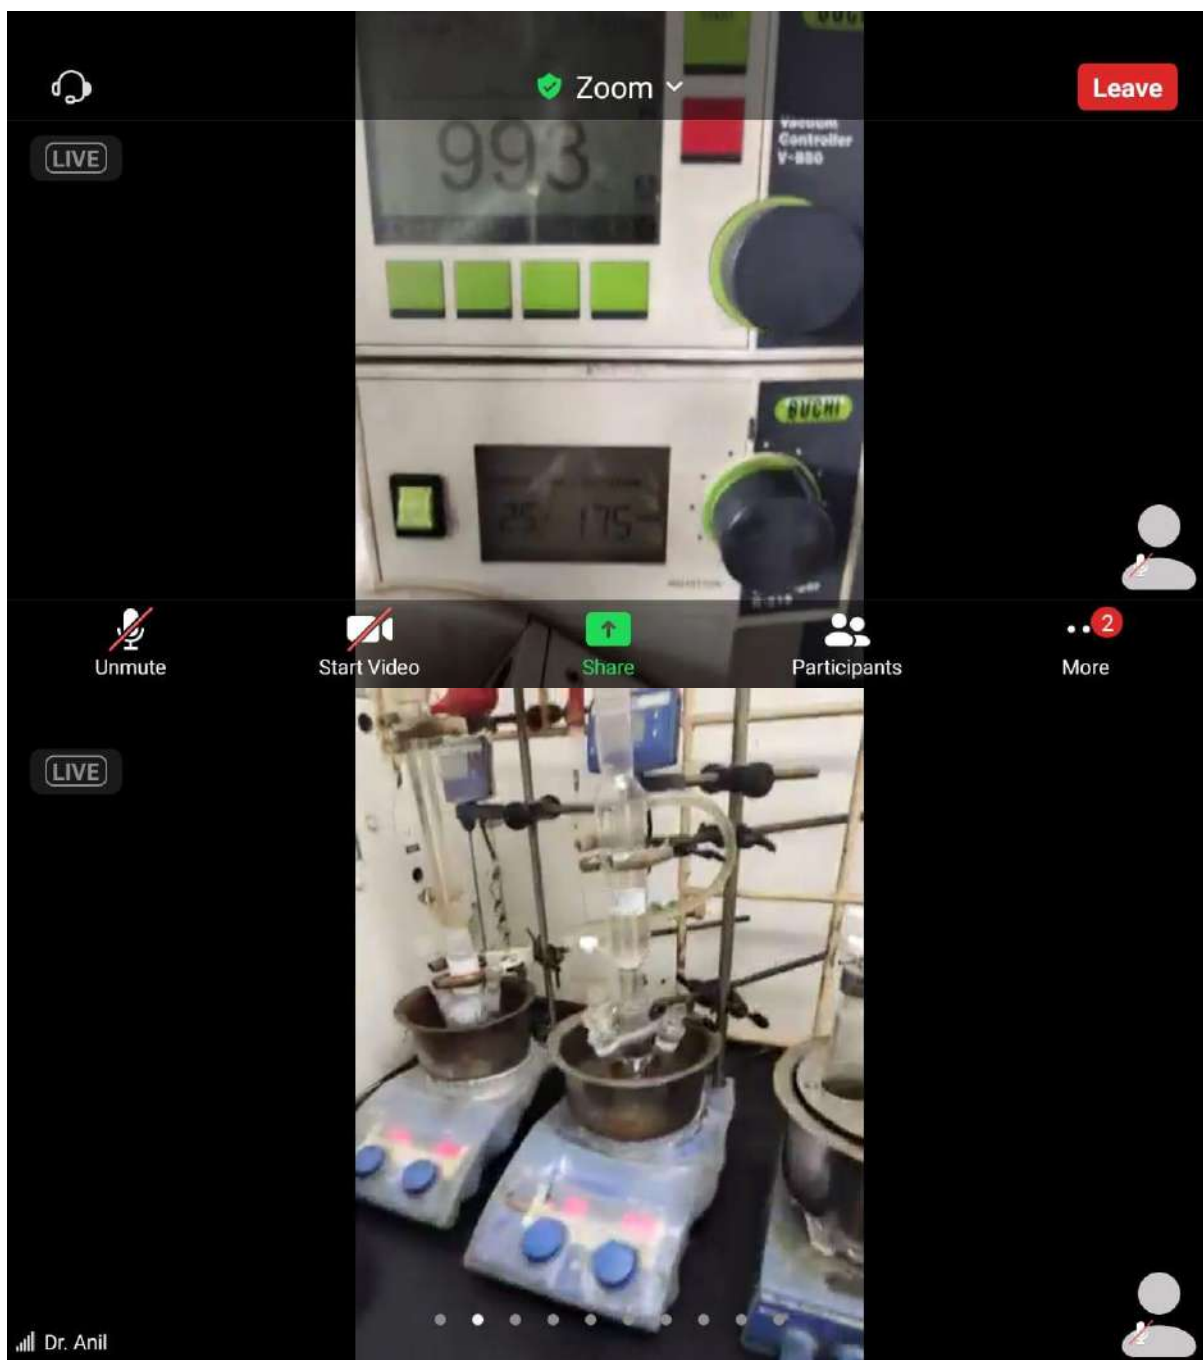 Zoom
Leave
LIVE
993
Vacuum
Controller
BUCHI
25 175
Unmute
Start Video
Share
Participants
2
More
LIVE
Dr. Anil